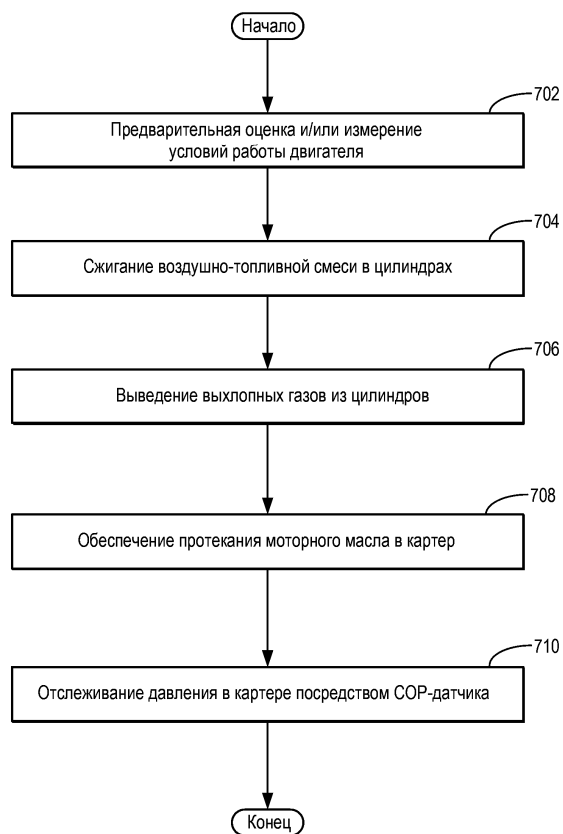 Начало
702
Предварительная оценка и/или измерение
условий работы двигателя
704
Сжигание воздушно-топливной смеси в цилиндрах
706
Выведение выхлопных газов из цилиндров
708
Обеспечение протекания моторного масла в картер
710
Отслеживание давления в картере посредством COP-датчика
Конец